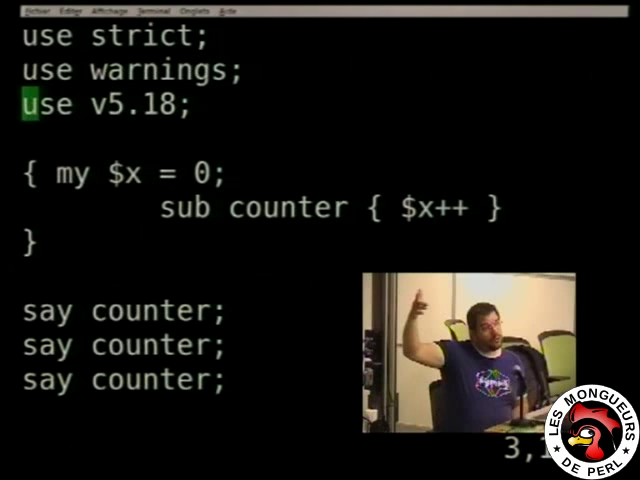 Fichier Editer Affichage Terminal Onglets Aide
use strict;
use warnings;
use v5.18;
{ my $x = 0;
sub counter { $x++ }
}
say counter;
say counter;
say counter;
3,1
LES MONGUEURS
DE PERL